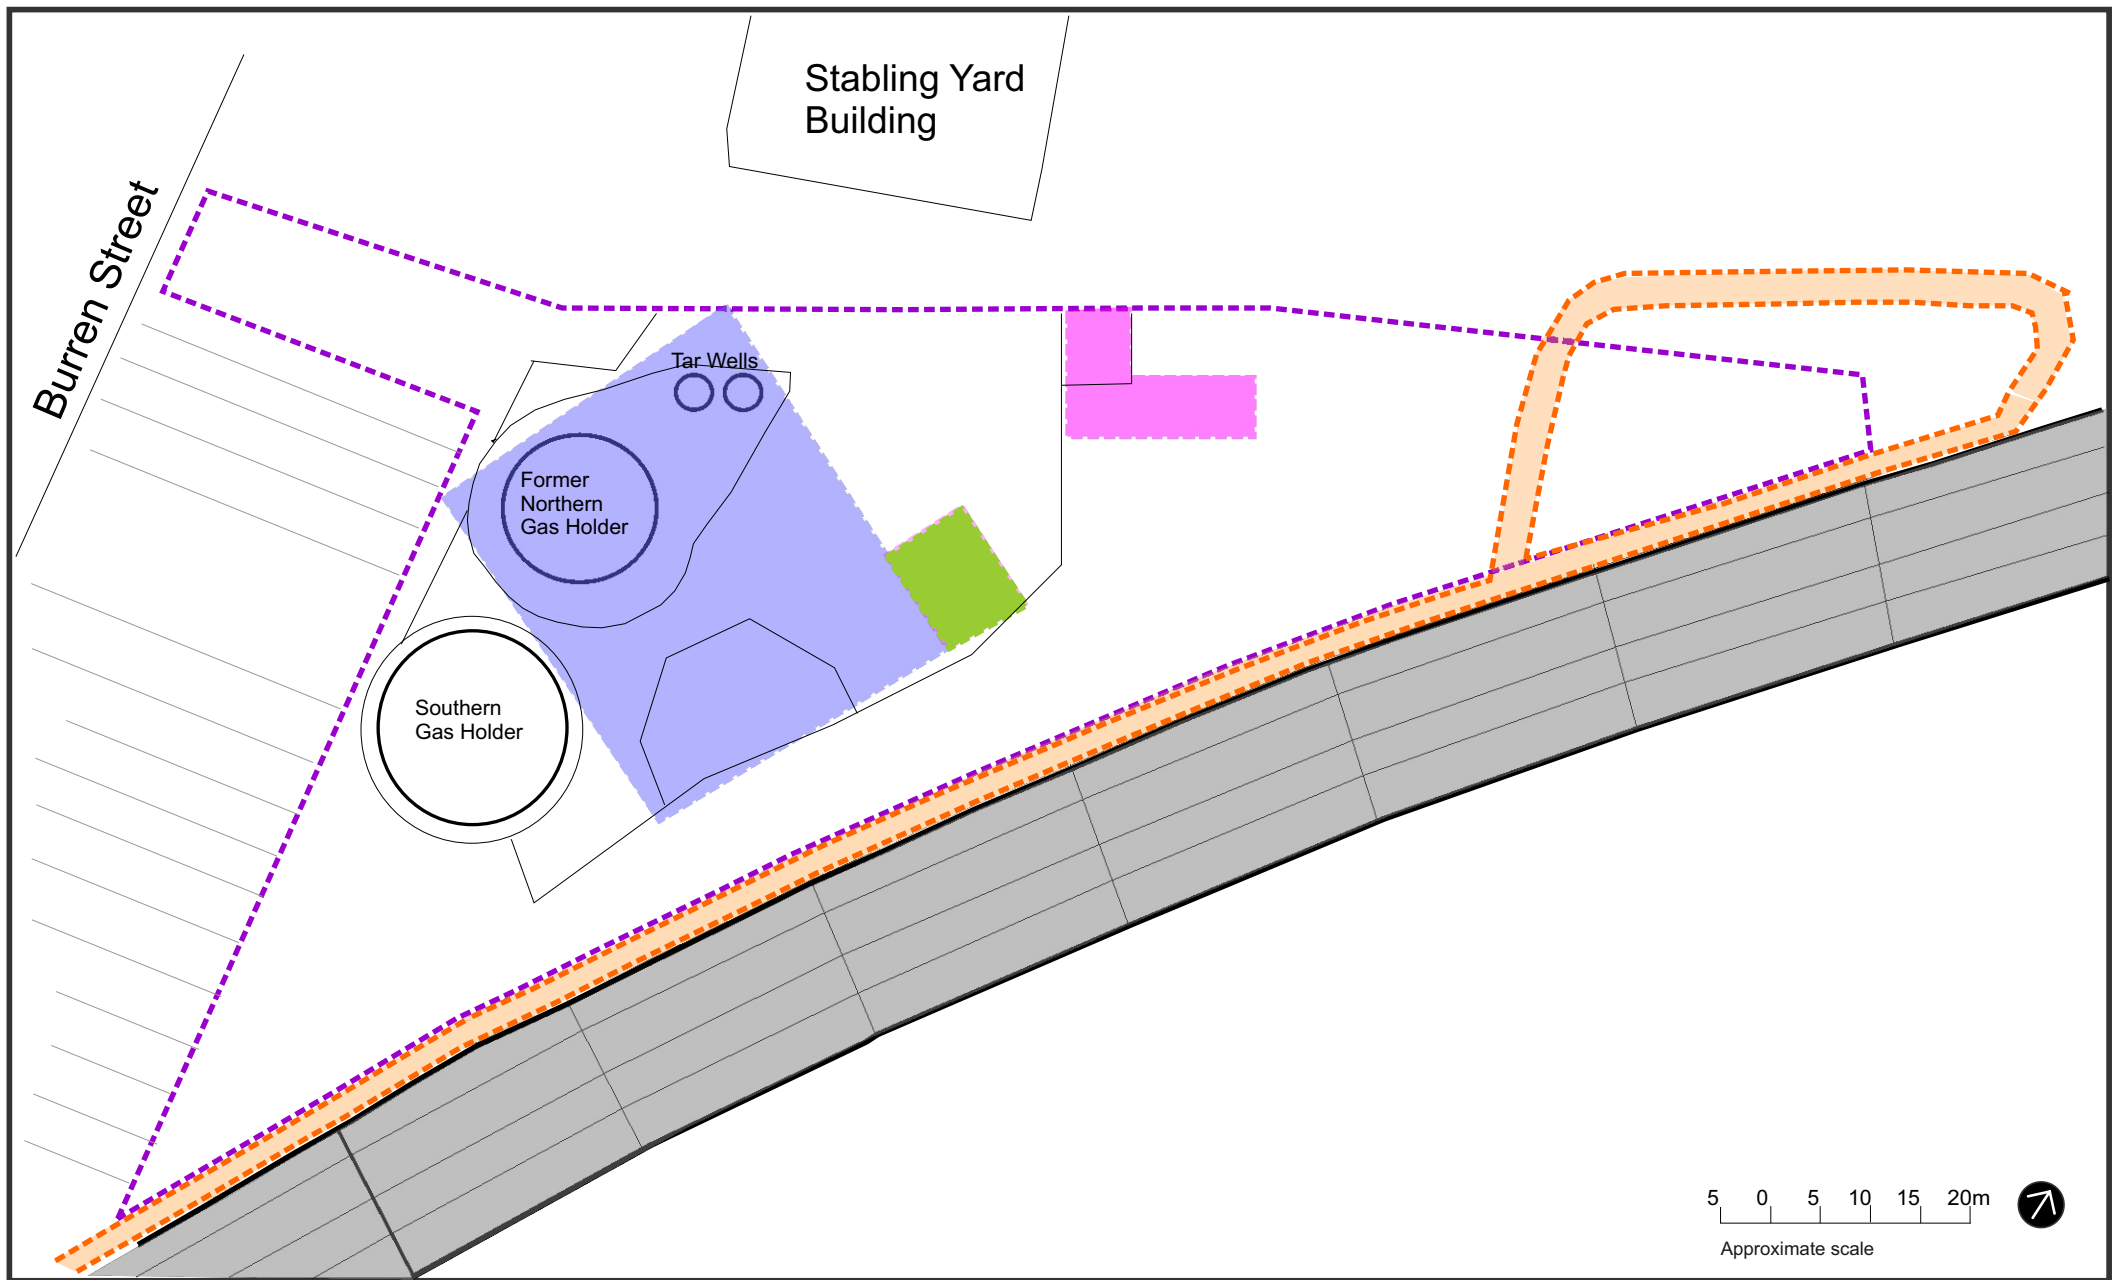 Stabling Yard
Building
Burren Street
Tar Wells
Former
Northern
Gas Holder
Southern
Gas Holder
5 0 5 10 15 20m
Approximate scale